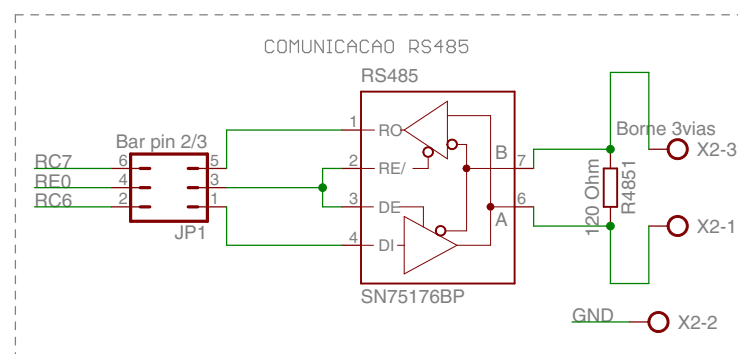 COMUNICACAO RS485
RS485
Bar pin 2/3
Borne 3vias
1
RO
B
RC7
6
5
2
RE/
7
X2-3
RE0
4
3
120 Ohm
R4851
RC6
2
1
3
DE
A
6
JP1
4
DI
X2-1
SN75176BP
GND
X2-2